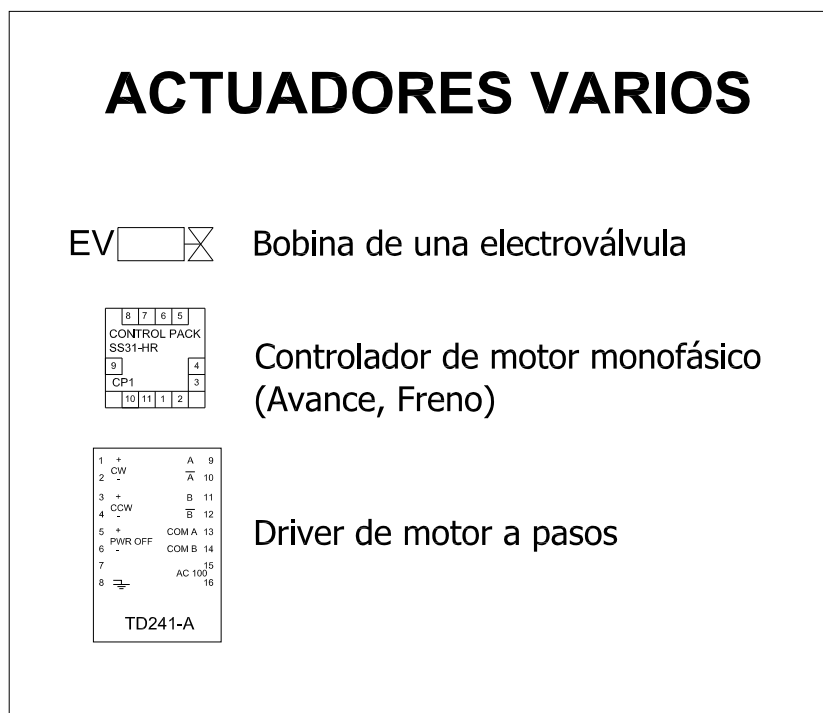 ACTUADORES VARIOS
EV
Bobina de una electroválvula
8 7 6 5
CONTROL PACK
SS31-HR
9 4
CP1 3
10 11 1 2
Controlador de motor monofásico
(Avance, Freno)
1 + A 9
CW
2 - A̅ 10
3 + B 11
CCW
4 - B̅ 12
5 + COM A 13
PWR OFF
6 - COM B 14
7 15
AC 100
8 16
TD241-A
Driver de motor a pasos